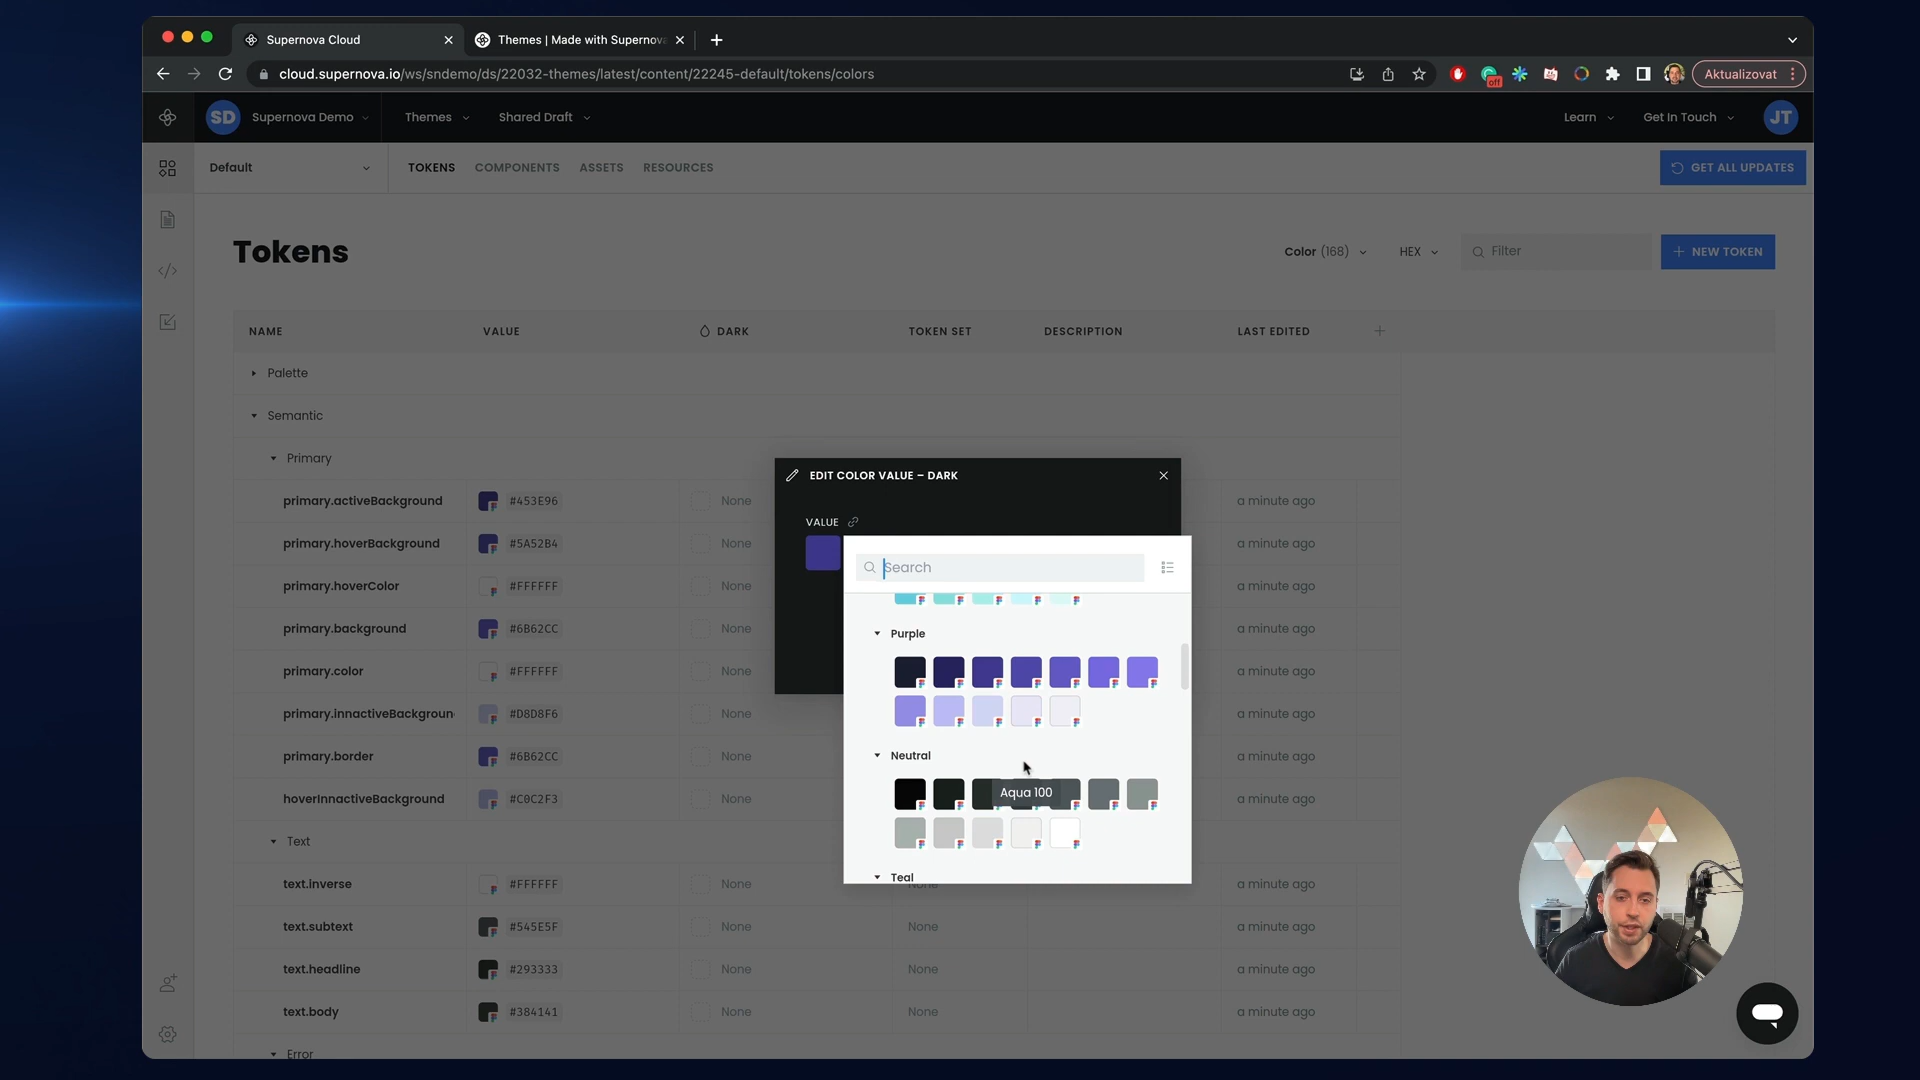 Supernova Cloud
Themes | Made with Supernova
cloud.supernova.io/ws/sndemo/ds/22032-themes/latest/content/22245-default/tokens/colors
off
Aktualizovat
SD
Supernova Demo
Themes
Shared Draft
Learn
Get In Touch
JT
Default
TOKENS
COMPONENTS
ASSETS
RESOURCES
GET ALL UPDATES
Tokens
Color (168)
HEX
Filter
NEW TOKEN
NAME
VALUE
DARK
TOKEN SET
DESCRIPTION
LAST EDITED
Palette
Semantic
Primary
primary.activeBackground
#453E96
None
a minute ago
primary.hoverBackground
#5A52B4
None
a minute ago
primary.hoverColor
#FFFFFF
None
a minute ago
primary.background
#6B62CC
None
a minute ago
primary.color
#FFFFFF
None
a minute ago
primary.innactiveBackgroun
#D8D8F6
None
a minute ago
primary.border
#6B62CC
None
a minute ago
hoverInnactiveBackground
#C0C2F3
None
a minute ago
Text
text.inverse
#FFFFFF
None
None
a minute ago
text.subtext
#545E5F
None
None
a minute ago
text.headline
#293333
None
None
a minute ago
text.body
#384141
None
None
a minute ago
Error
EDIT COLOR VALUE – DARK
VALUE
Search
Purple
Neutral
Aqua 100
Teal